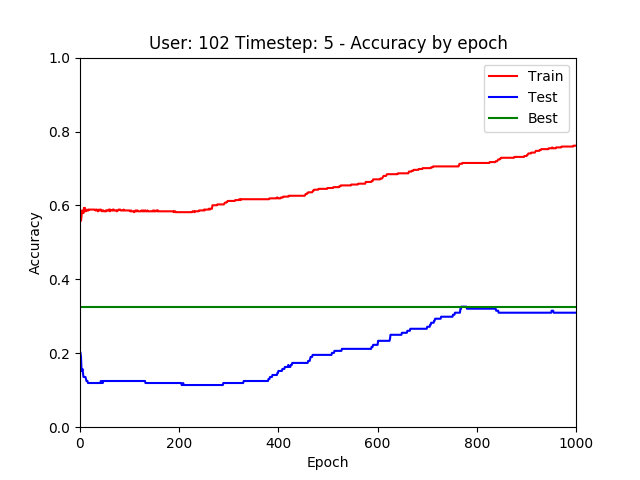 User: 102 Timestep: 5 - Accuracy by epoch
1.0
0.8
0.6
0.4
0.2
0.0
Accuracy
Train
Test
Best
0 200 400 600 800 1000
Epoch